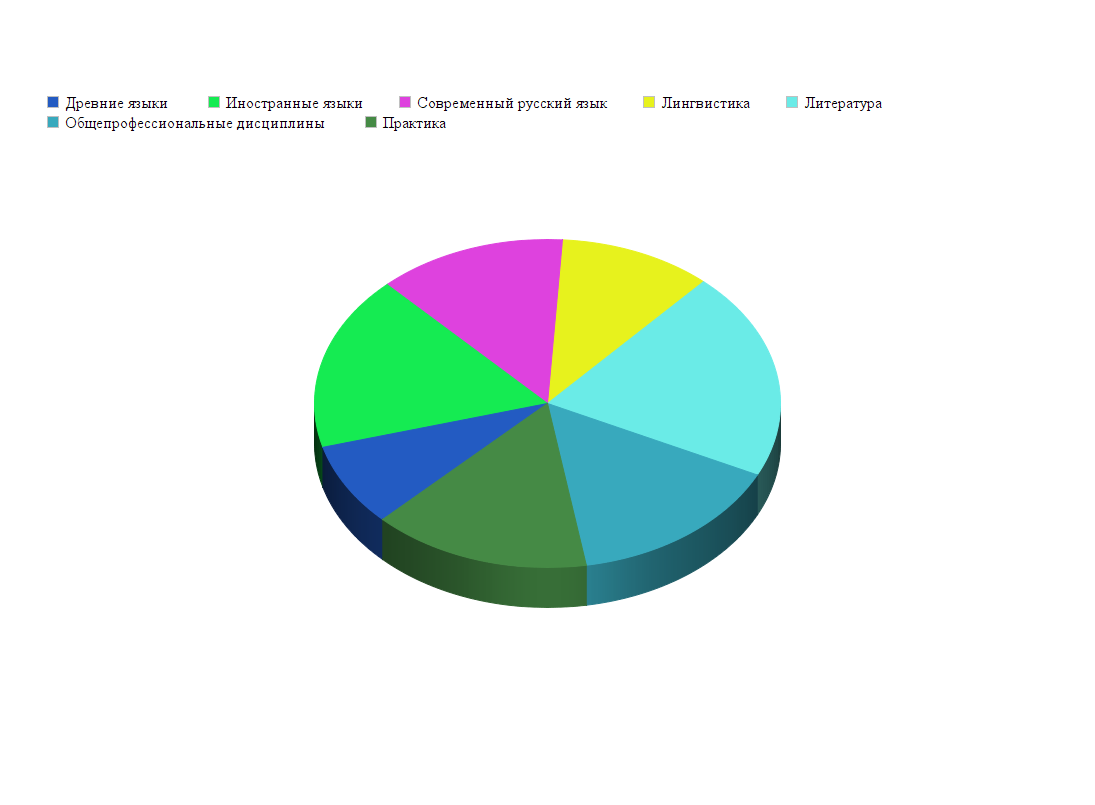 Древние языки Иностранные языки Современный русский язык Лингвистика Литература
Общепрофессиональные дисциплины Практика